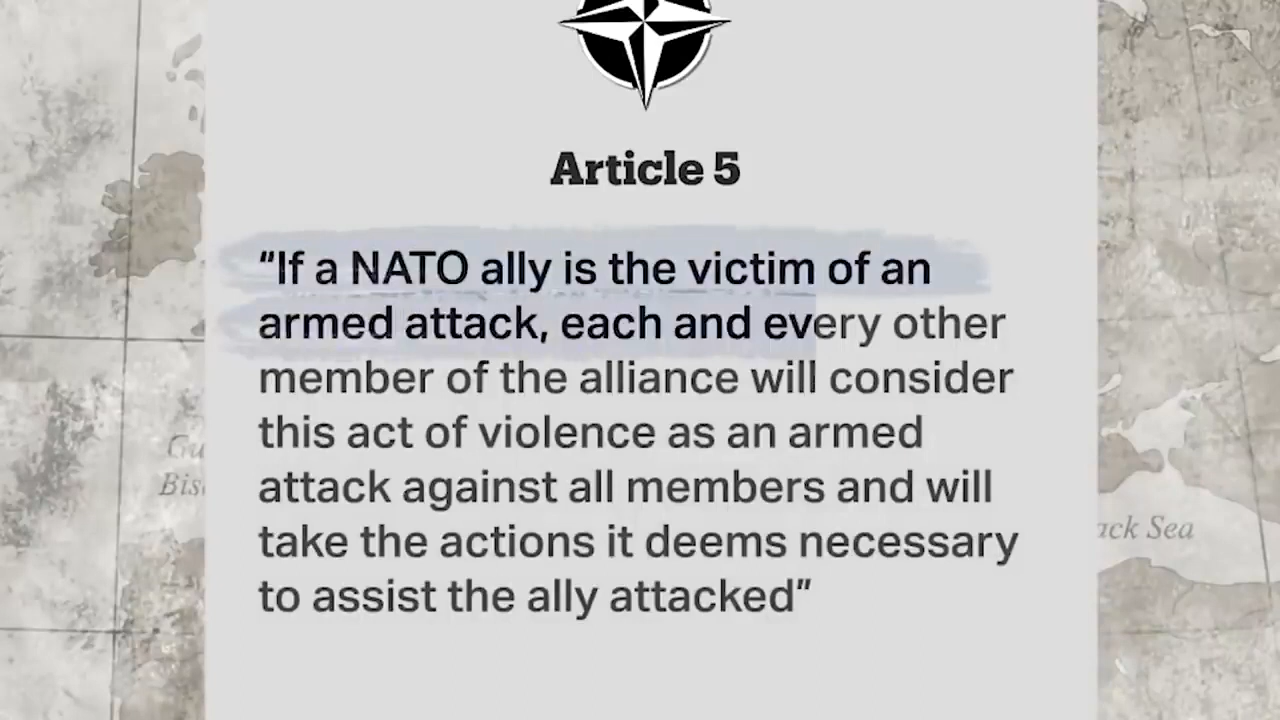 Article 5
“If a NATO ally is the victim of an
armed attack, each and every other
member of the alliance will consider
this act of violence as an armed
attack against all members and will
take the actions it deems necessary
to assist the ally attacked”
Gu
Bis
ack Sea